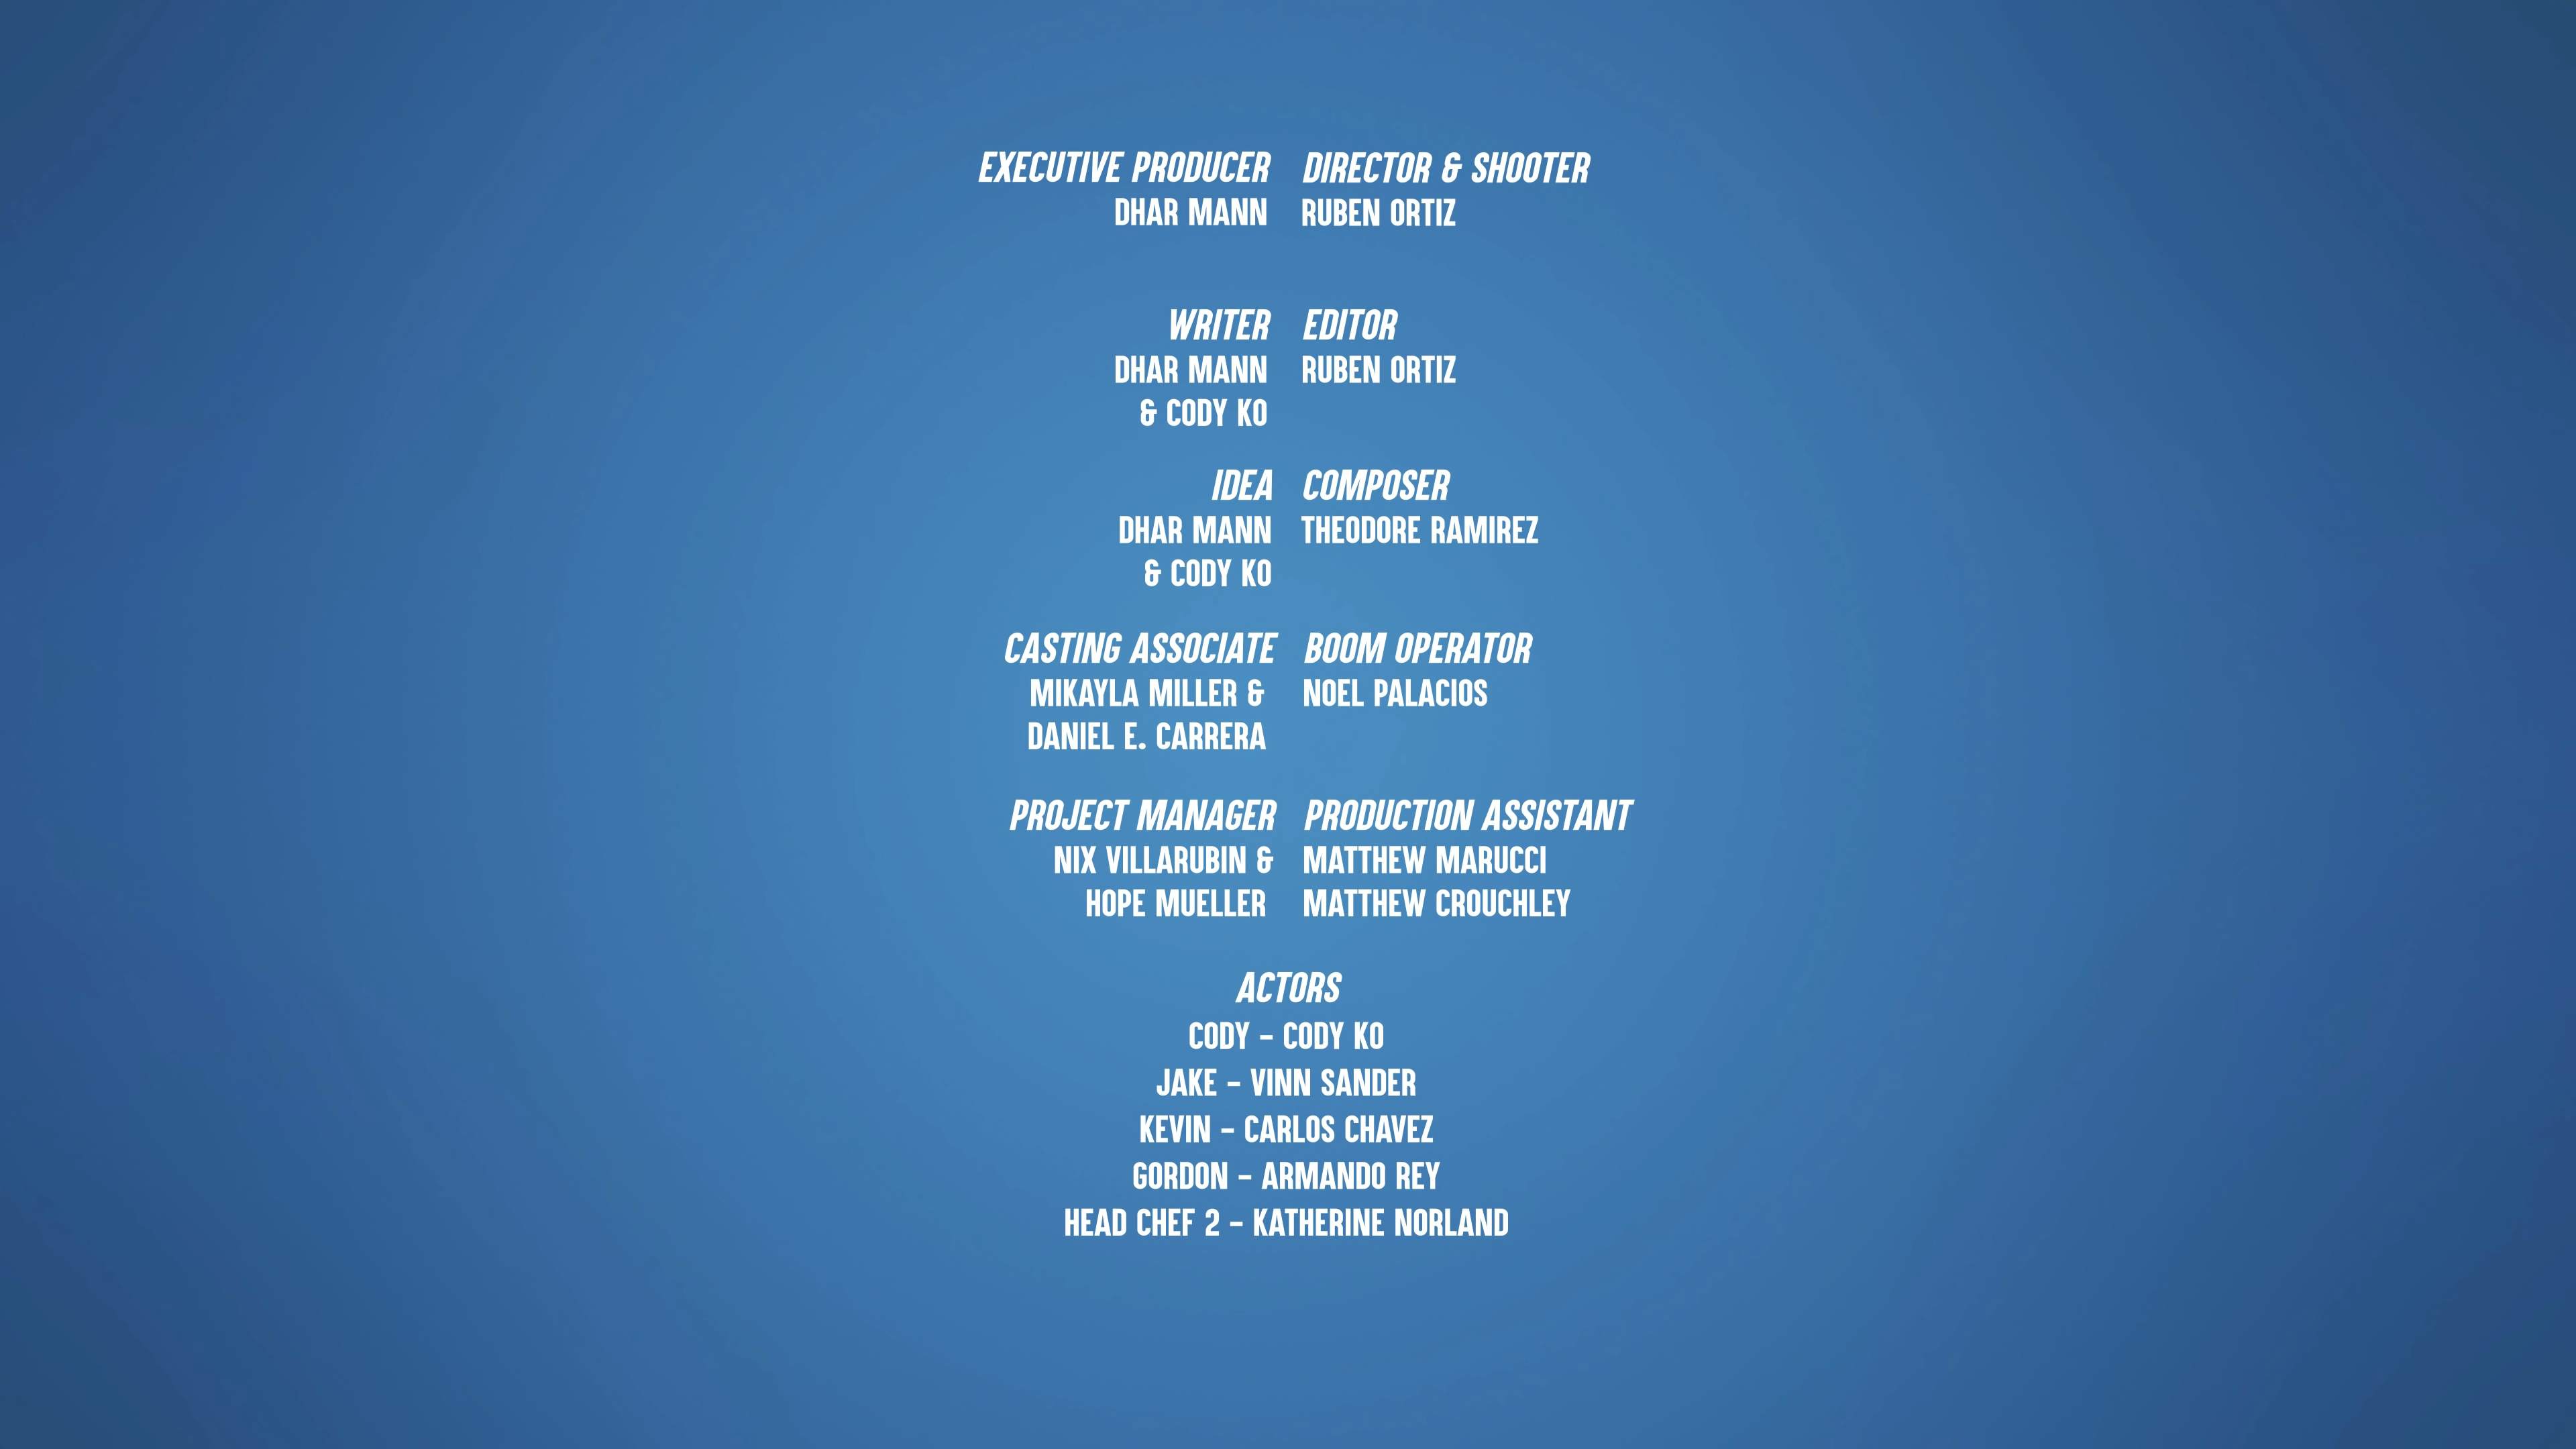 EXECUTIVE PRODUCER
DHAR MANN
DIRECTOR & SHOOTER
RUBEN ORTIZ
WRITER
DHAR MANN
& CODY KO
EDITOR
RUBEN ORTIZ
IDEA
DHAR MANN
& CODY KO
COMPOSER
THEODORE RAMIREZ
CASTING ASSOCIATE
MIKAYLA MILLER &
DANIEL E. CARRERA
BOOM OPERATOR
NOEL PALACIOS
PROJECT MANAGER
NIX VILLARUBIN &
HOPE MUELLER
PRODUCTION ASSISTANT
MATTHEW MARUCCI
MATTHEW CROUCHLEY
ACTORS
CODY - CODY KO
JAKE - VINN SANDER
KEVIN - CARLOS CHAVEZ
GORDON - ARMANDO REY
HEAD CHEF 2 - KATHERINE NORLAND